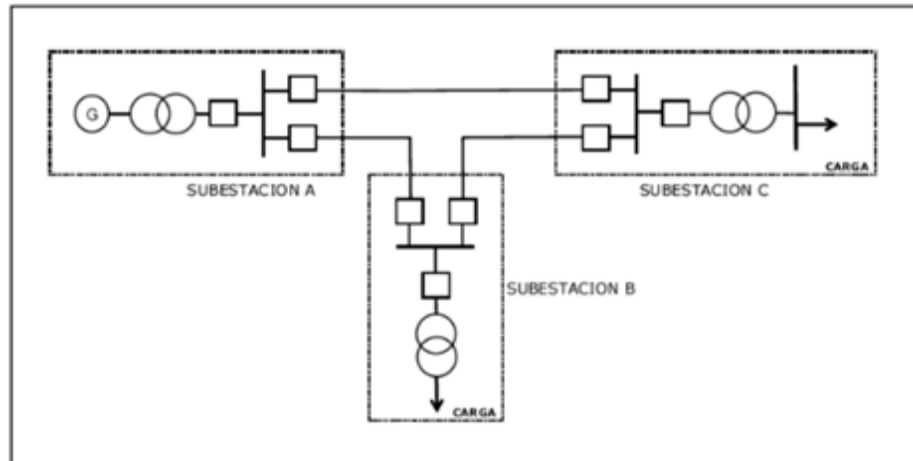 G
CARGA
SUBESTACION A
SUBESTACION C
SUBESTACION B
CARGA